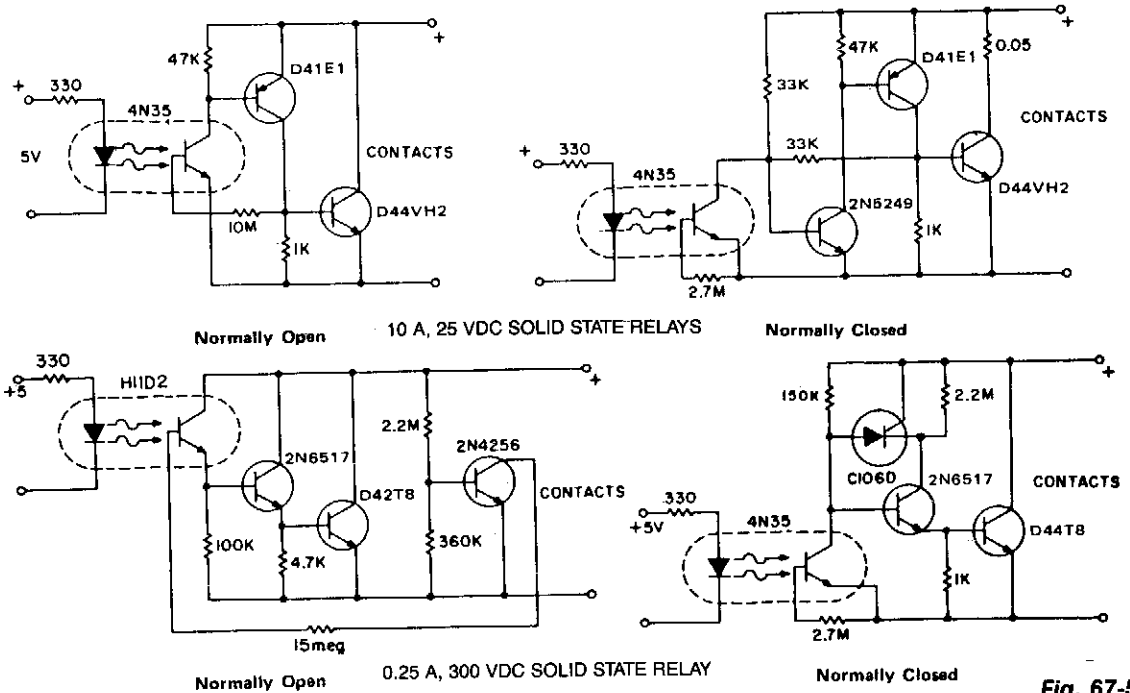 47K
D41E1
+
+
330
4N35
5V
CONTACTS
10M
1K
D44VH2
Normally Open
33K
47K
D41E1
0.05
+
33K
CONTACTS
+
330
4N35
2N5249
D44VH2
1K
2.7M
Normally Closed
10 A, 25 VDC SOLID STATE RELAYS
330
+5
H11D2
+
2.2M
2N4256
2N6517
CONTACTS
D42T8
100K
4.7K
360K
15meg
Normally Open
150K
2.2M
+
C106D
2N6517
CONTACTS
330
+5V
4N35
D44T8
1K
2.7M
Normally Closed
0.25 A, 300 VDC SOLID STATE RELAY